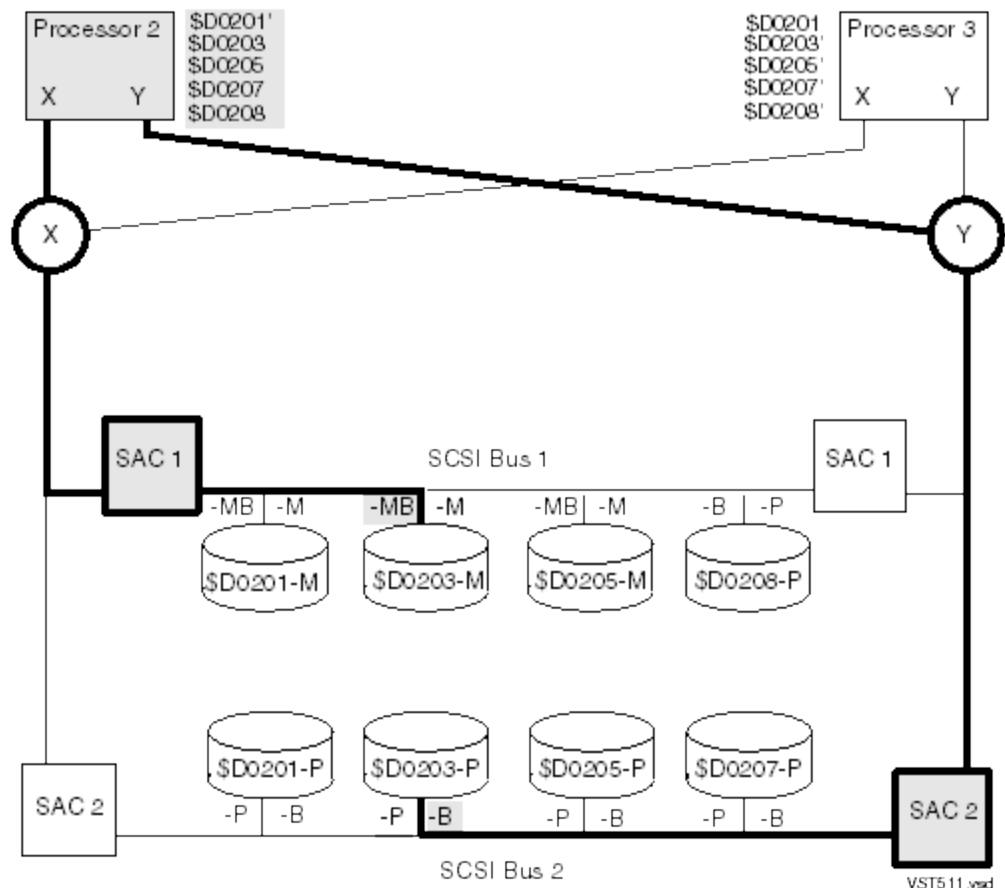 Processor 2
X Y
$D0201'
$D0203
$D0205
$D0207
$D0208
$D0201
$D0203'
$D0205'
$D0207'
$D0208'
Processor 3
X Y
X
Y
SAC 1
SCSI Bus 1
SAC 1
-MB -M -MB -M -MB -M -B -P
$D0201-M $D0203-M $D0205-M $D0208-P
$D0201-P $D0203-P $D0205-P $D0207-P
SAC 2
-P -B -P -B -P -B -P -B
SAC 2
SCSI Bus 2
VST511.vsd